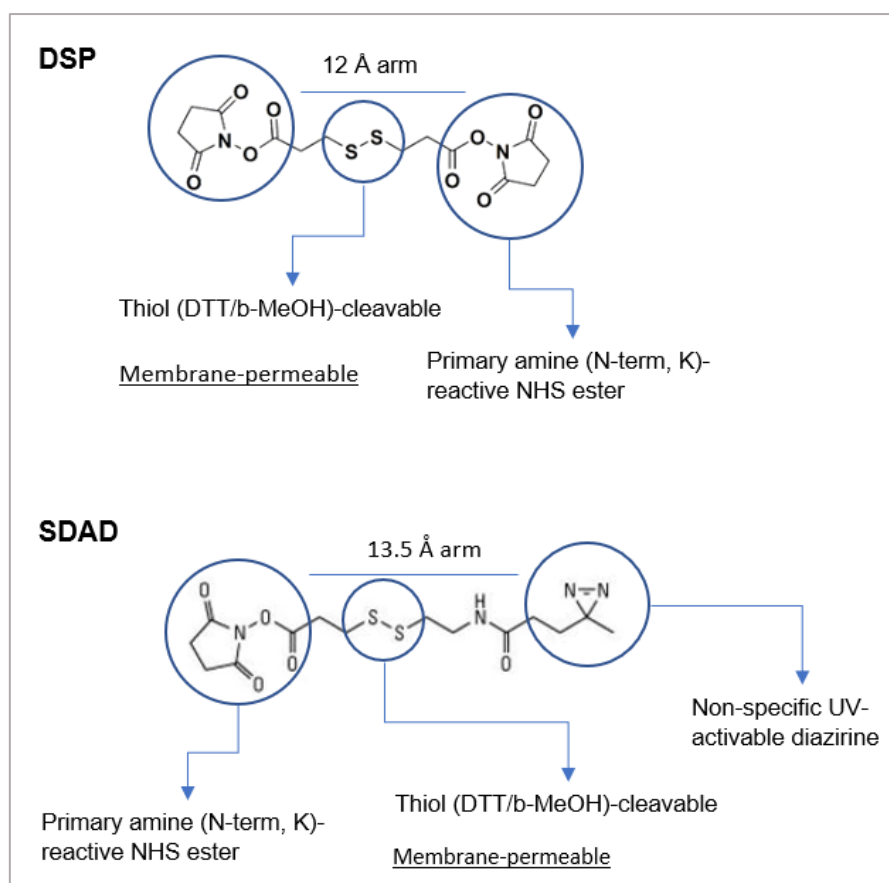 DSP
12 Å arm
O
O
O
O
N
O
S
S
O
N
O
O
O
Thiol (DTT/b-MeOH)-cleavable
Membrane-permeable
Primary amine (N-term, K)-
reactive NHS ester
SDAD
13.5 Å arm
O
O
N
O
O
S
S
H
N
O
N
N
O
Non-specific UV-
activable diazirine
Thiol (DTT/b-MeOH)-cleavable
Membrane-permeable
Primary amine (N-term, K)-
reactive NHS ester